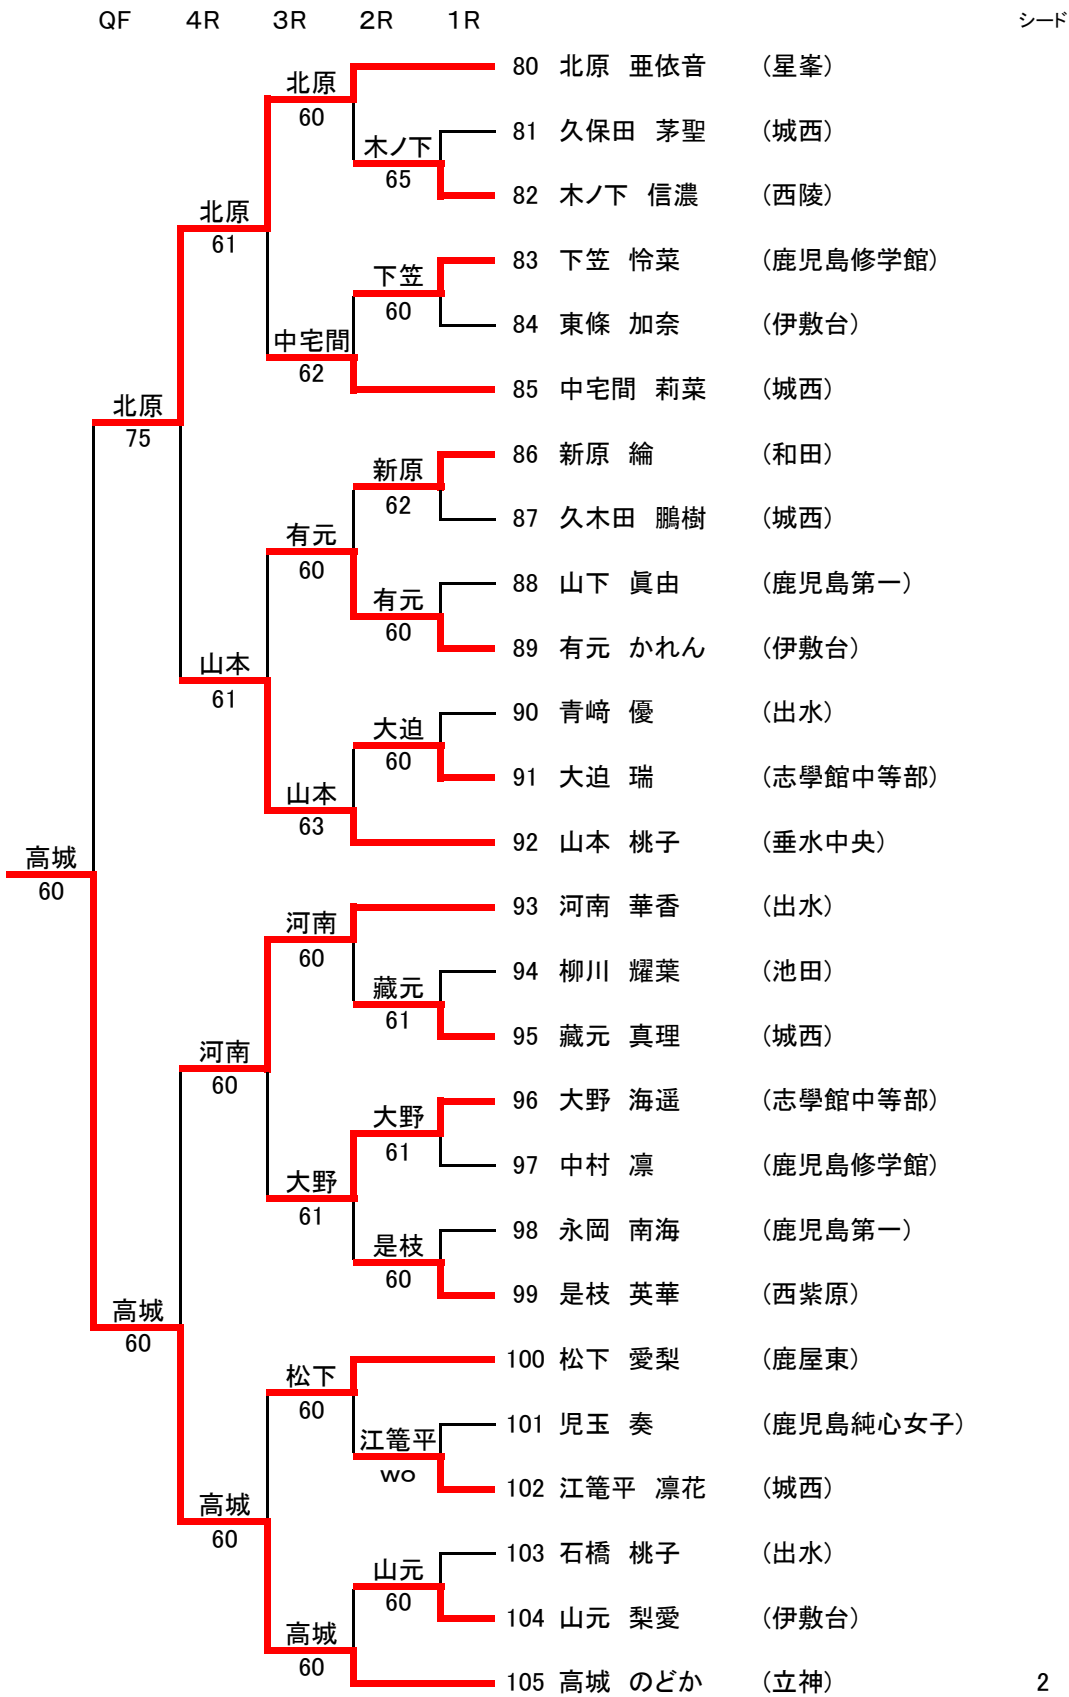 QF 4R 3R 2R 1R シード
80 北原 亜依音 (星峯)
北原
60
81 久保田 茅聖 (城西)
木ノ下
65
82 木ノ下 信濃 (西陵)
北原
61
83 下笠 怜菜 (鹿児島修学館)
下笠
60
84 東條 加奈 (伊敷台)
中宅間
62
85 中宅間 莉菜 (城西)
北原
75
86 新原 綸 (和田)
新原
62
87 久木田 鵬樹 (城西)
有元
60
88 山下 眞由 (鹿児島第一)
有元
60
89 有元 かれん (伊敷台)
山本
61
90 青﨑 優 (出水)
大迫
60
91 大迫 瑞 (志學館中等部)
山本
63
92 山本 桃子 (垂水中央)
高城
60
93 河南 華香 (出水)
河南
60
94 柳川 耀葉 (池田)
藏元
61
95 藏元 真理 (城西)
河南
60
96 大野 海遥 (志學館中等部)
大野
61
97 中村 凛 (鹿児島修学館)
大野
61
98 永岡 南海 (鹿児島第一)
是枝
60
99 是枝 英華 (西紫原)
高城
60
100 松下 愛梨 (鹿屋東)
松下
60
101 児玉 奏 (鹿児島純心女子)
江篭平
wo
102 江篭平 凛花 (城西)
高城
60
103 石橋 桃子 (出水)
山元
60
104 山元 梨愛 (伊敷台)
高城
60
105 高城 のどか (立神) 2